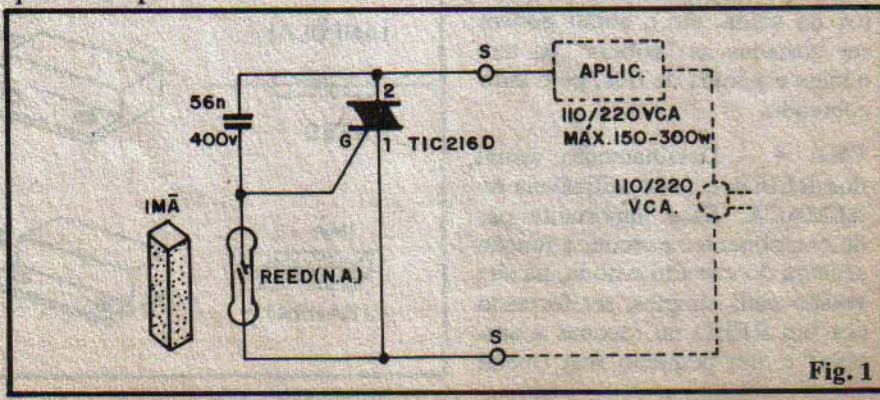 S
APLIC.
56n
400v
2
G
1
TIC216D
110/220VCA
MAX.150-300w
110/220
VCA.
IMÃ
REED(N.A.)
S
Fig. 1